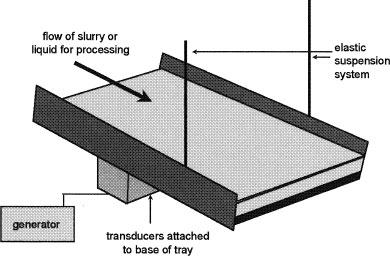 flow of slurry or
liquid for processing
elastic
suspension
system
generator
transducers attached
to base of tray